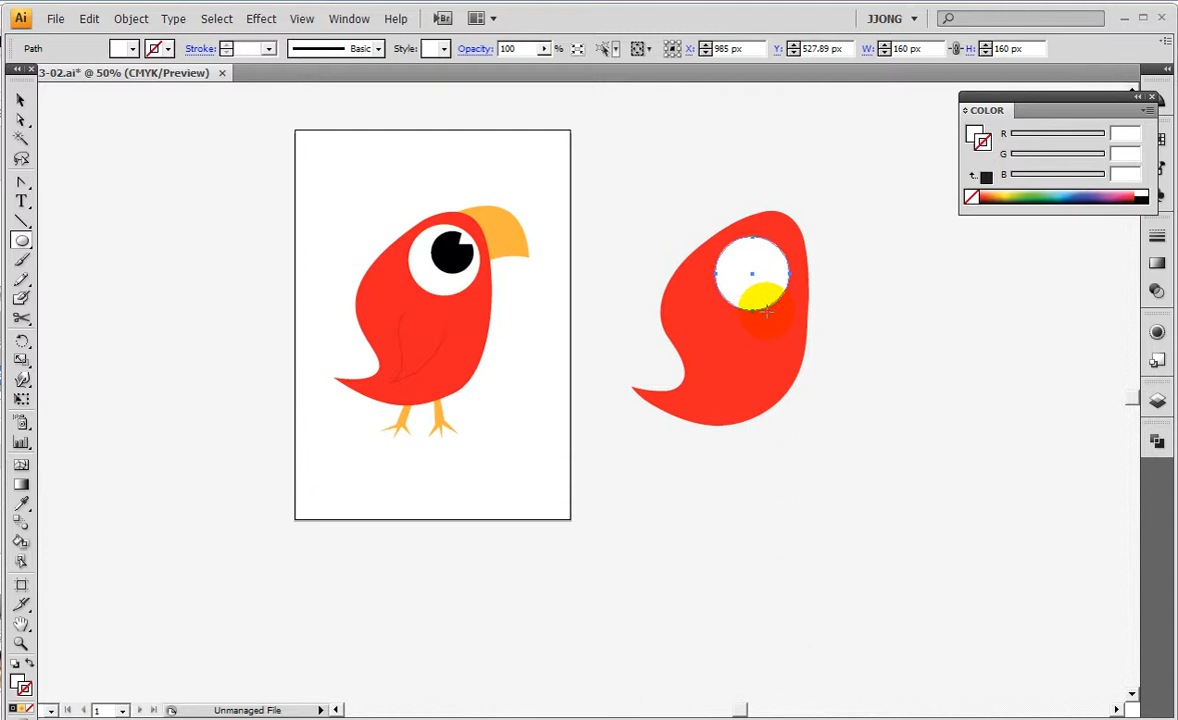 Ai File Edit Object Type Select Effect View Window Help Br JJONG
Path Stroke: Basic Style: Opacity: 100 % X: 985 px Y: 527.89 px W: 160 px H: 160 px
3-02.ai* @ 50% (CMYK/Preview)
COLOR
R
G
B
T
1 Unmanaged File